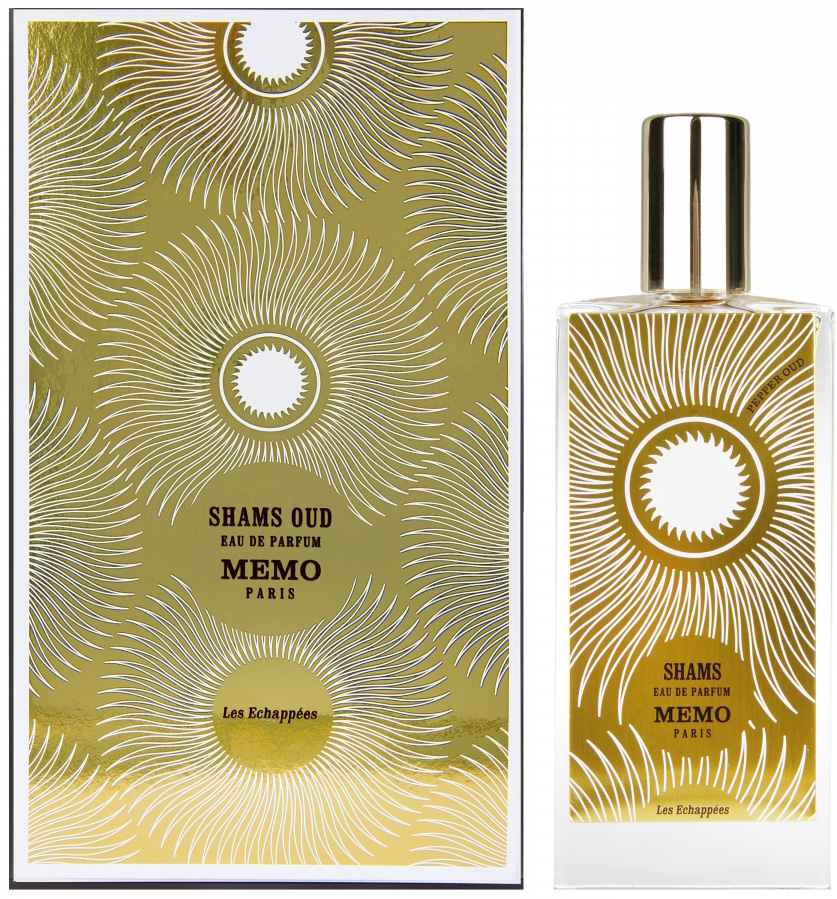 SHAMS OUD
EAU DE PARFUM
MEMO
PARIS
Les Echappées
PEPPER OUD
SHAMS
EAU DE PARFUM
MEMO
PARIS
Les Echappées